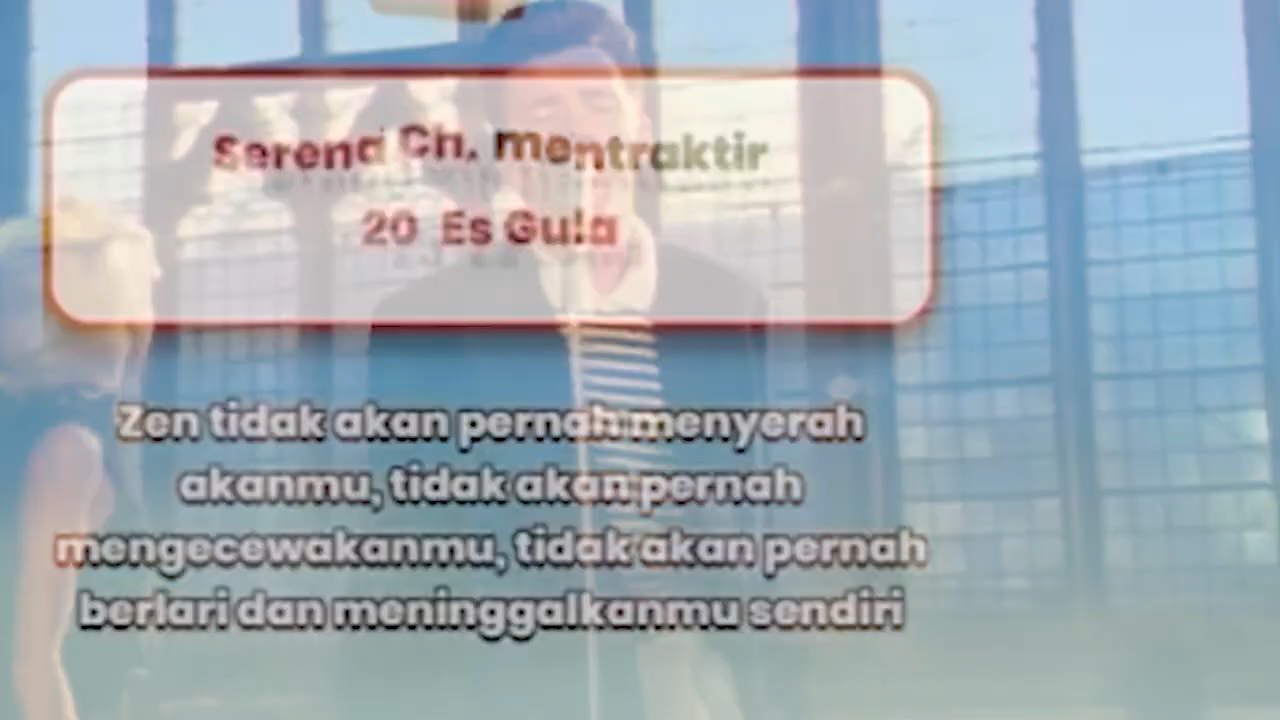 Serena Ch. mentraktir
20 Es Gula
Zen tidak akan pernah menyerah
akanmu, tidak akan pernah
mengecewakanmu, tidak akan pernah
berlari dan meninggalkanmu sendiri